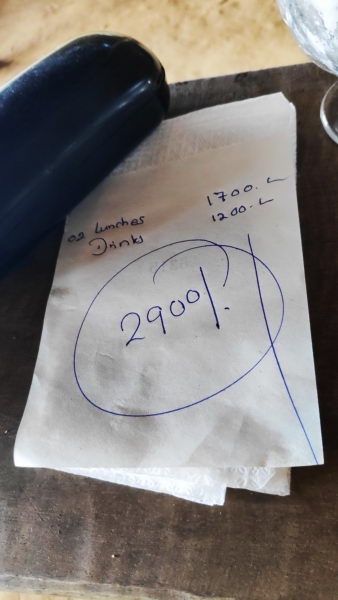 02 Lunches 1700.-
Drinks 1200.-
2900/.